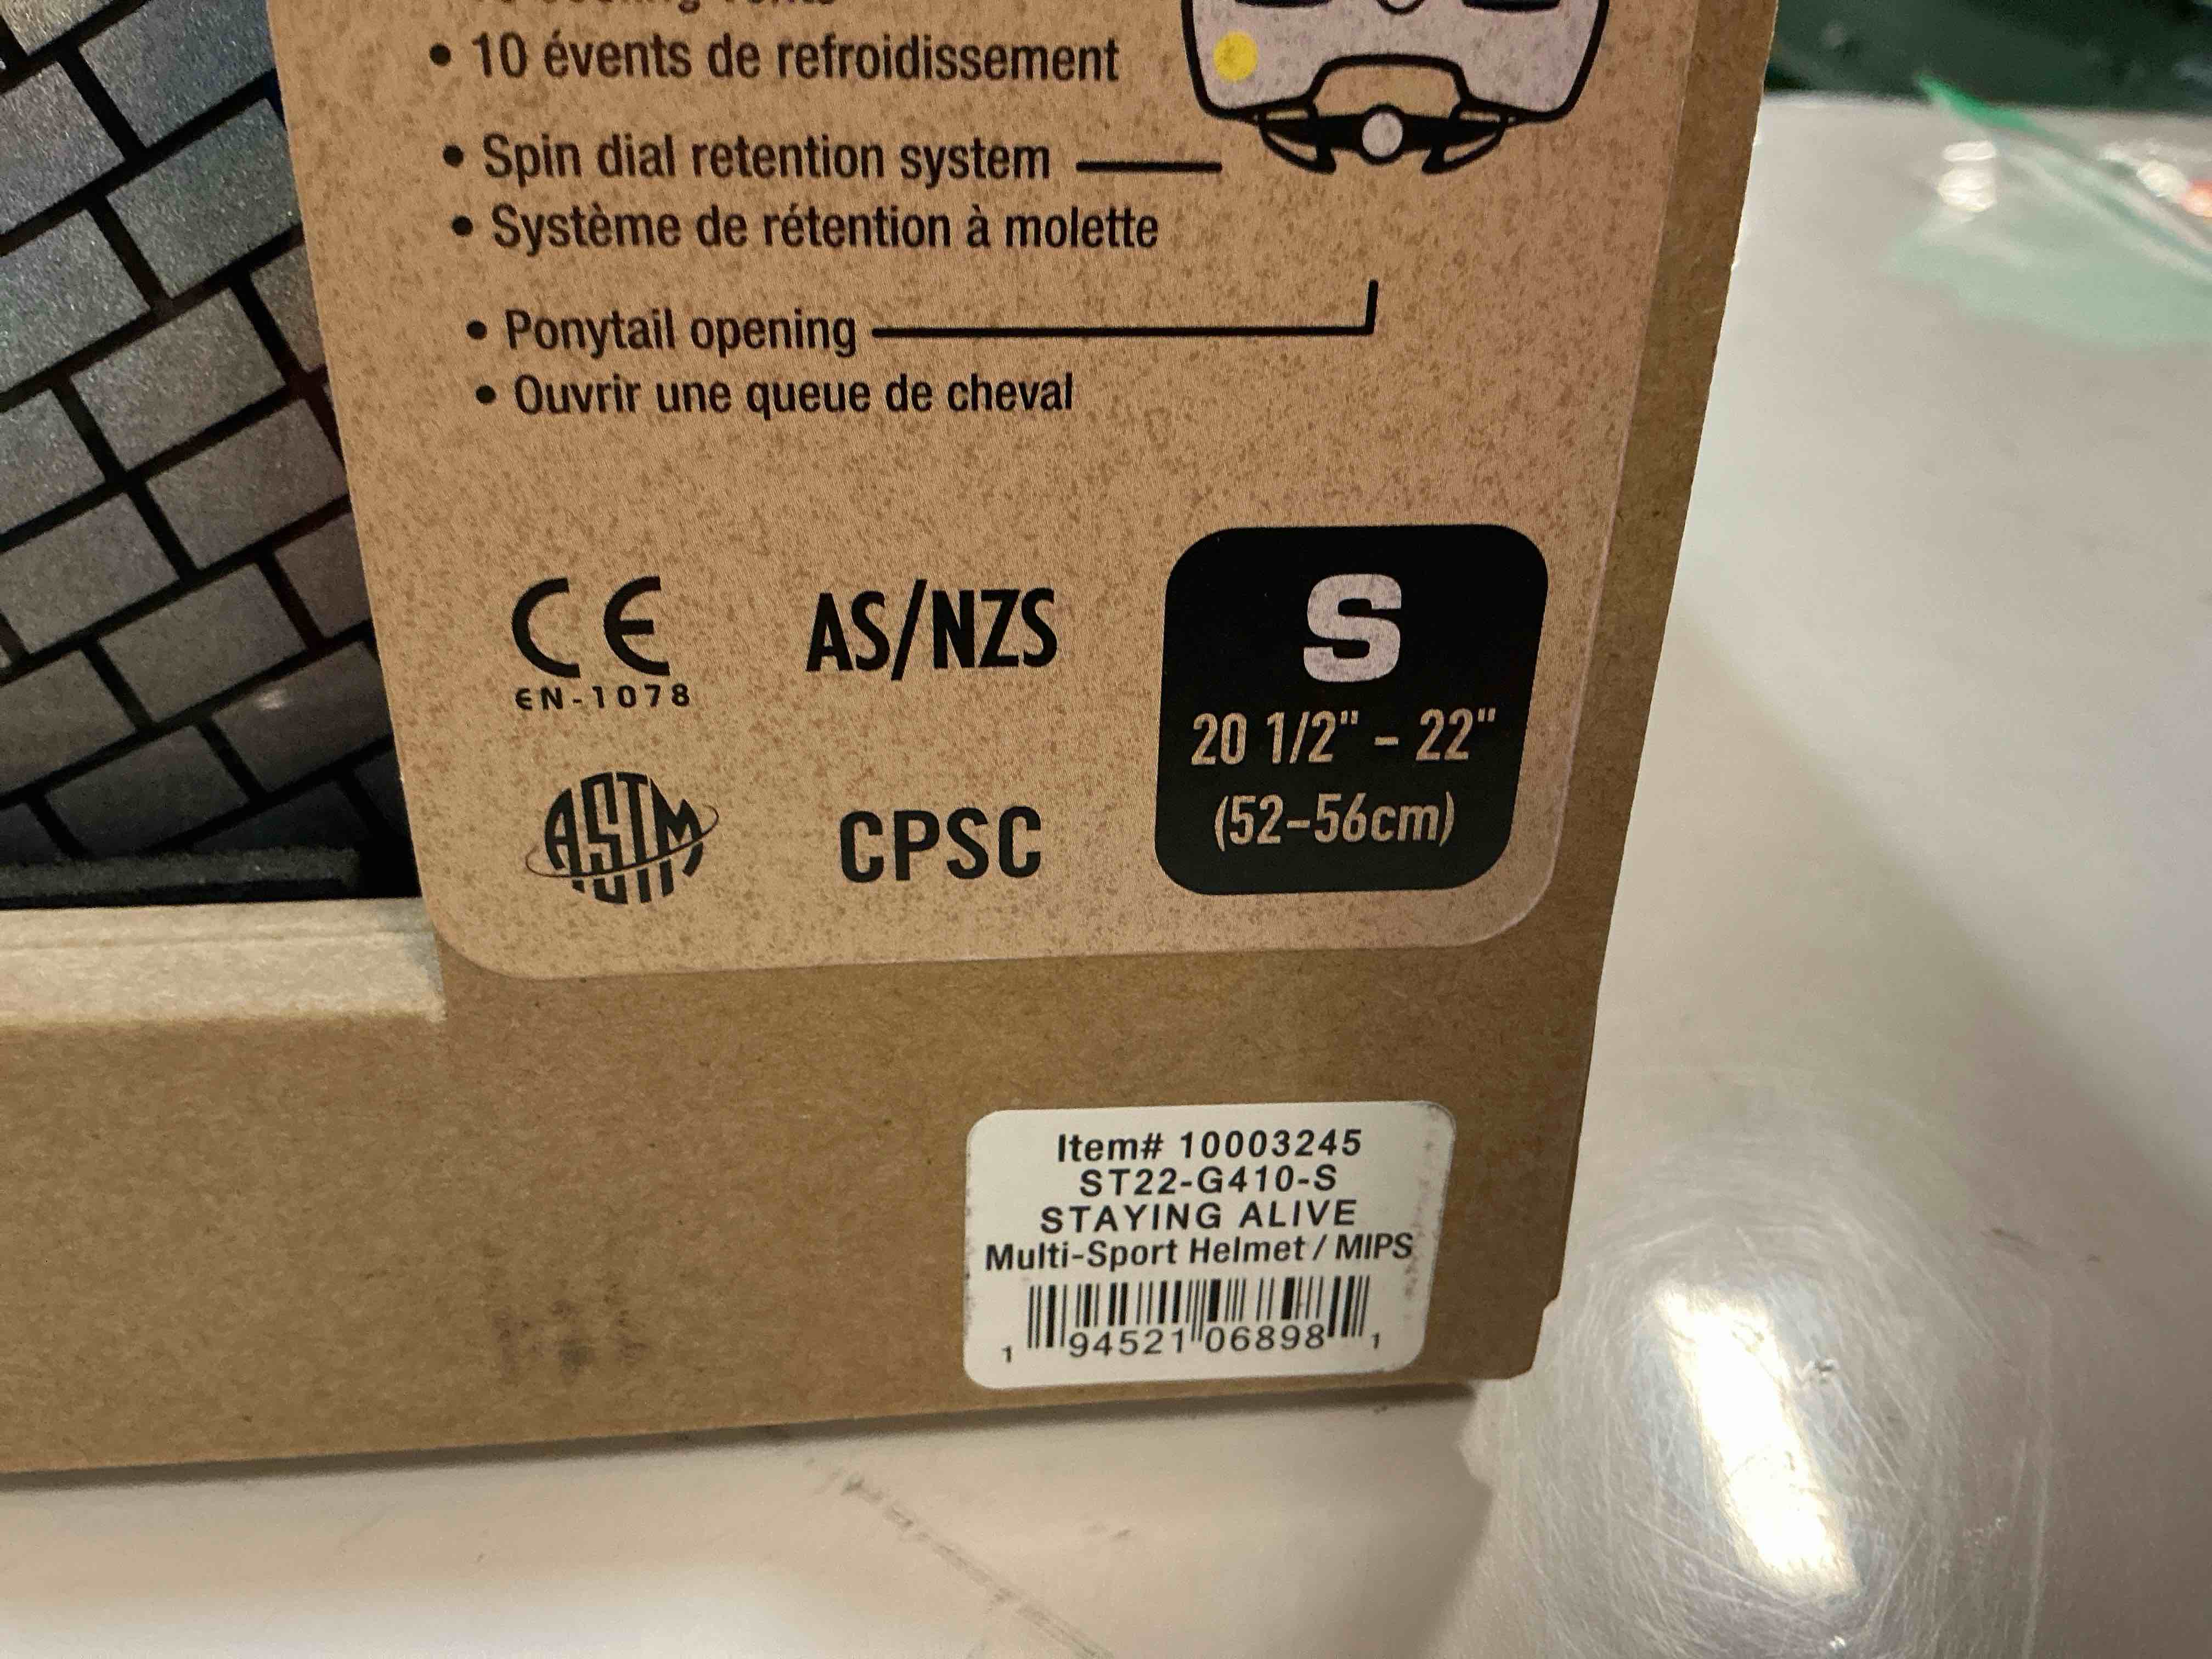 • 10 évents de refroidissement
• Spin dial retention system
• Système de rétention à molette
• Ponytail opening
• Ouvrir une queue de cheval
CE AS/NZS
EN-1078
ASTM CPSC
S
20 1/2" - 22"
(52-56cm)
Item# 10003245
ST22-G410-S
STAYING ALIVE
Multi-Sport Helmet / MIPS
1 94521 06898 1